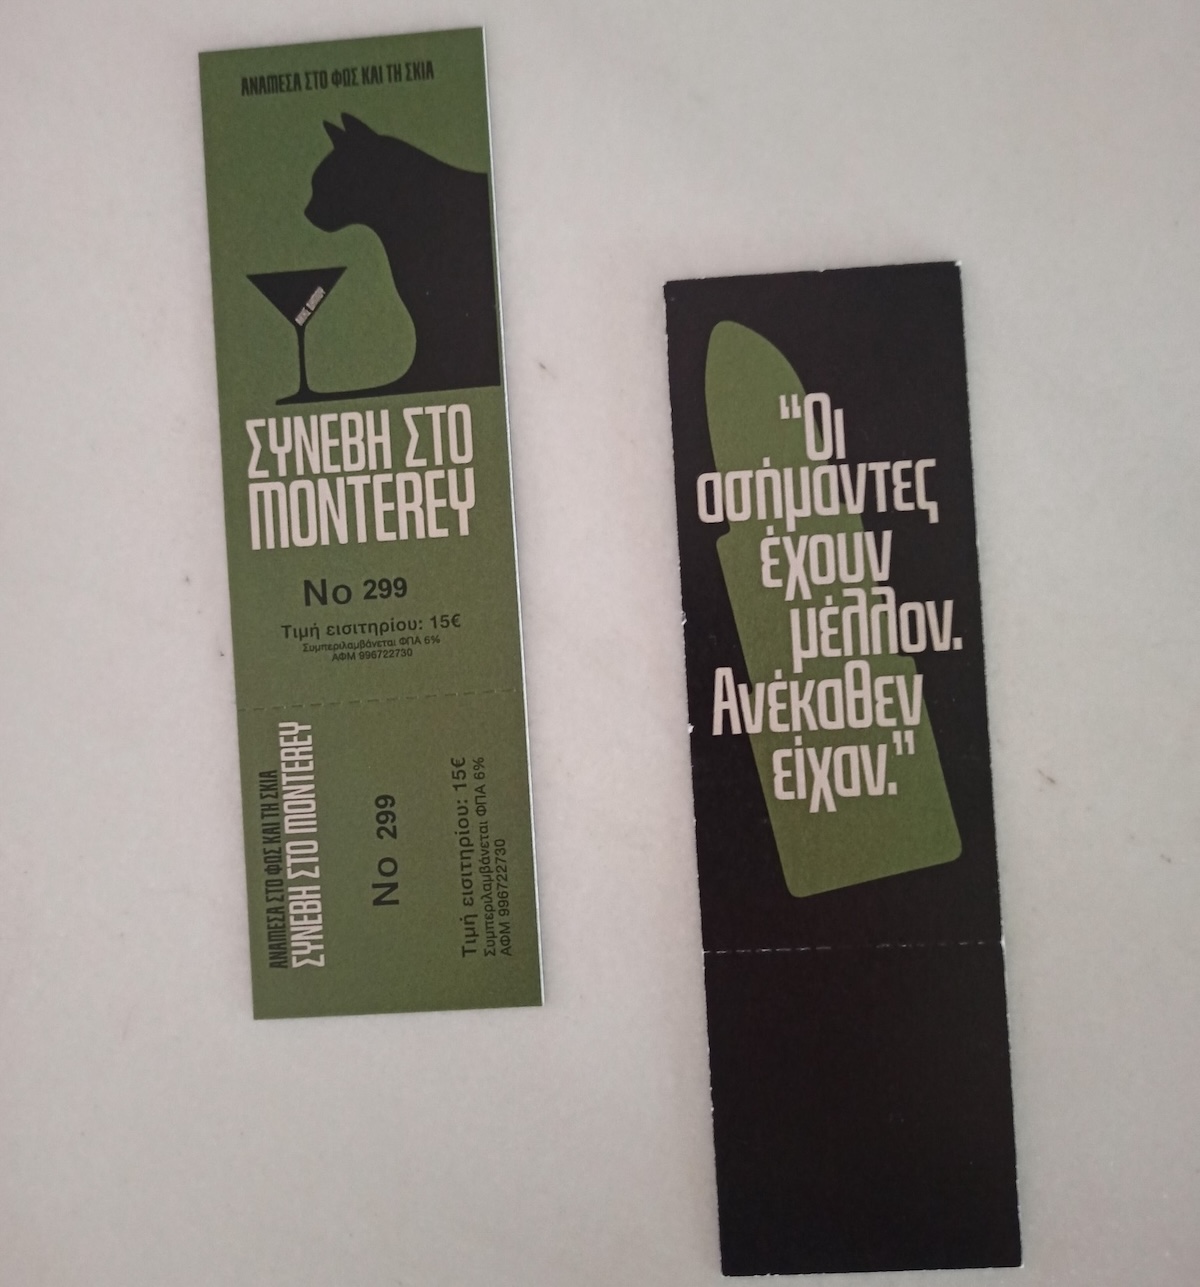 ΑΝΑΜΕΣΑ ΣΤΟ ΦΩΣ ΚΑΙ ΤΗ ΣΚΙΑ
ΣΥΝΕΒΗ ΣΤΟ
MONTEREY
No 299
Τιμή εισιτηρίου: 15€
Συμπεριλαμβάνεται ΦΠΑ 6%
ΑΦΜ 996722730
ΑΝΑΜΕΣΑ ΣΤΟ ΦΩΣ ΚΑΙ ΤΗ ΣΚΙΑ
ΣΥΝΕΒΗ ΣΤΟ MONTEREY
No 299
Τιμή εισιτηρίου: 15€
Συμπεριλαμβάνεται ΦΠΑ 6%
ΑΦΜ 996722730
“Οι
ασήμαντες
έχουν
μέλλον.
Ανέκαθεν
είχαν.”